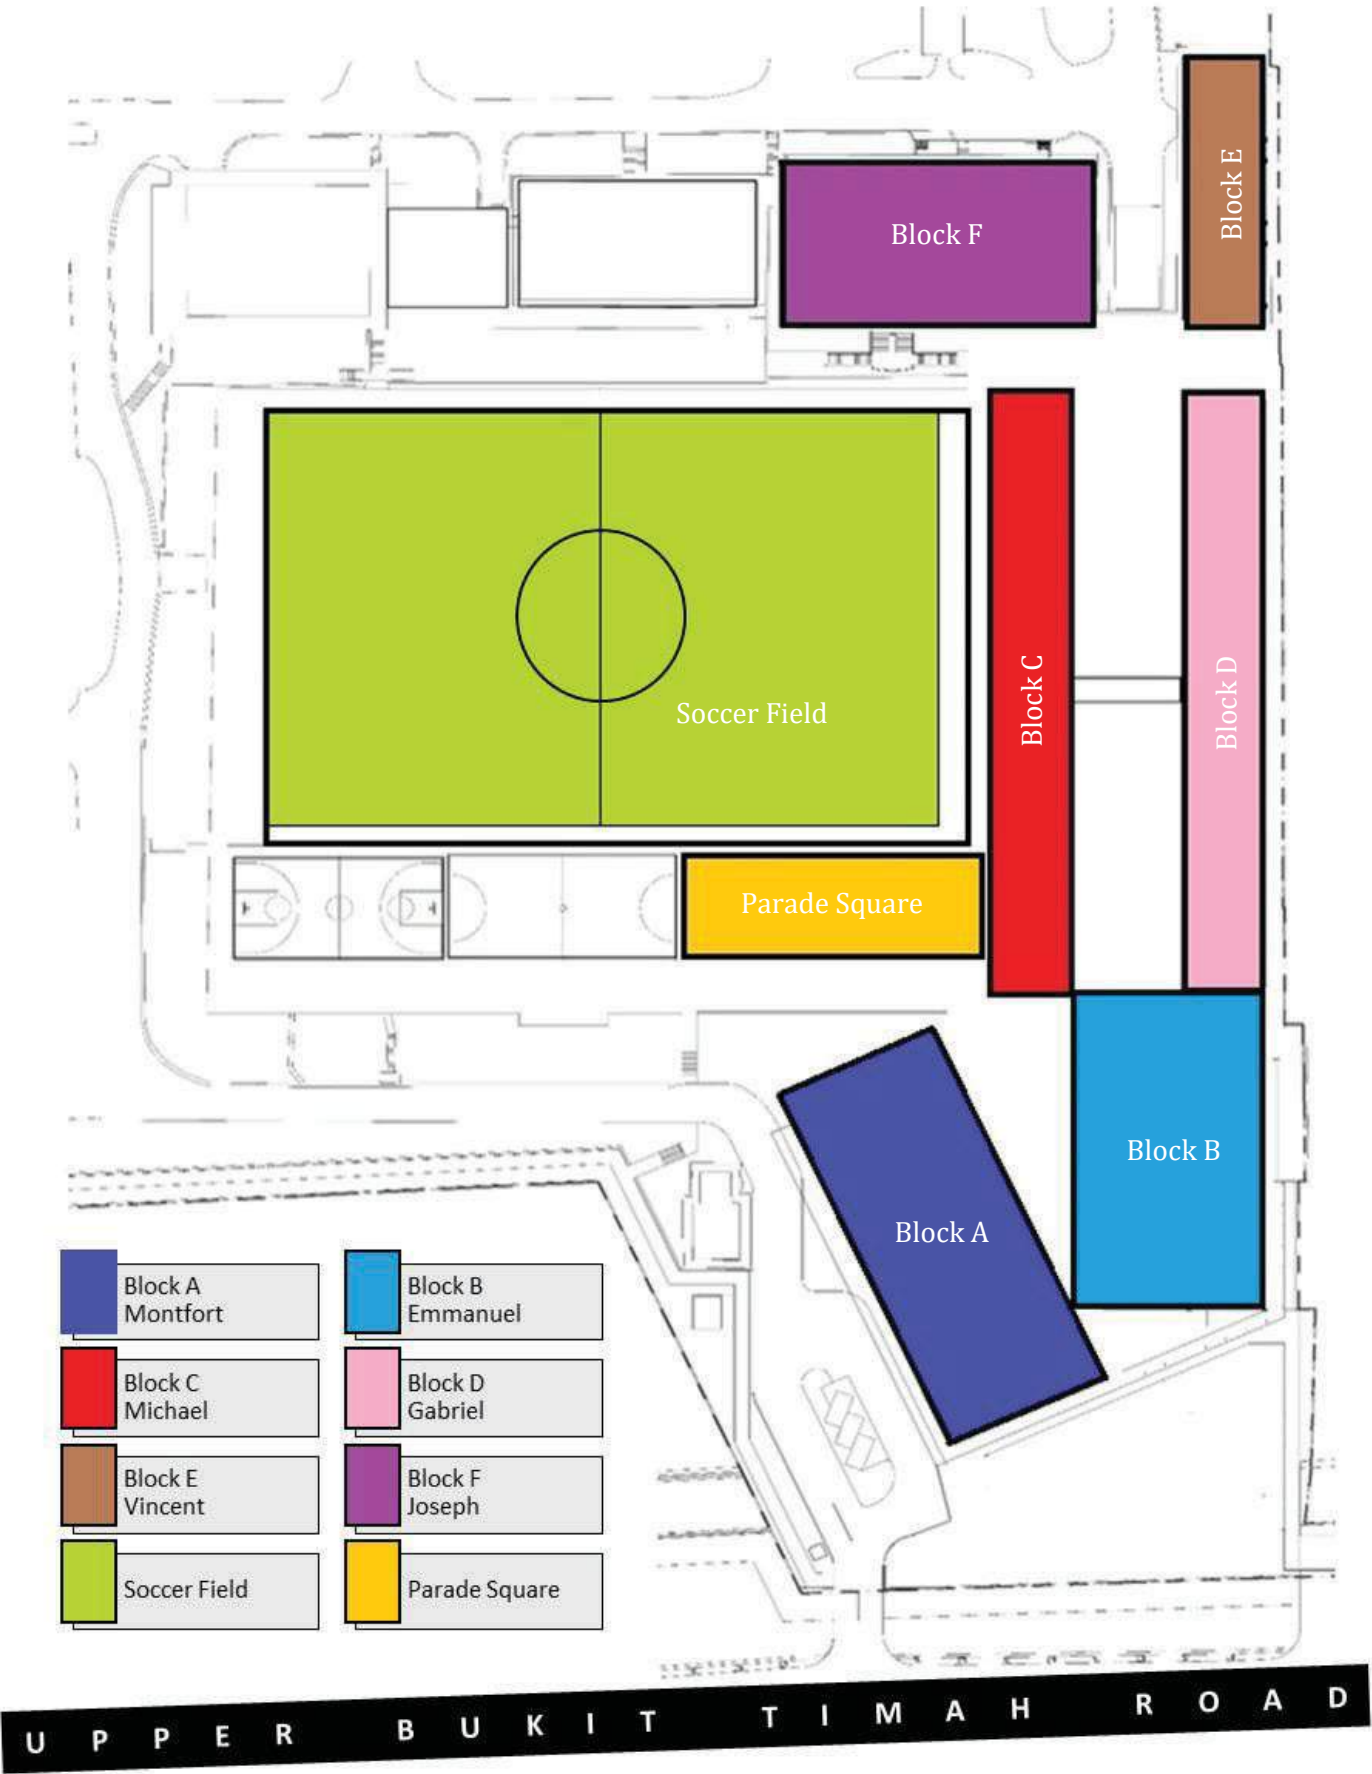 Block E
Block F
Block C
Block D
Soccer Field
Parade Square
Block B
Block A
Block A
Montfort
Block B
Emmanuel
Block C
Michael
Block D
Gabriel
Block E
Vincent
Block F
Joseph
Soccer Field
Parade Square
UPPER BUKIT TIMAH ROAD